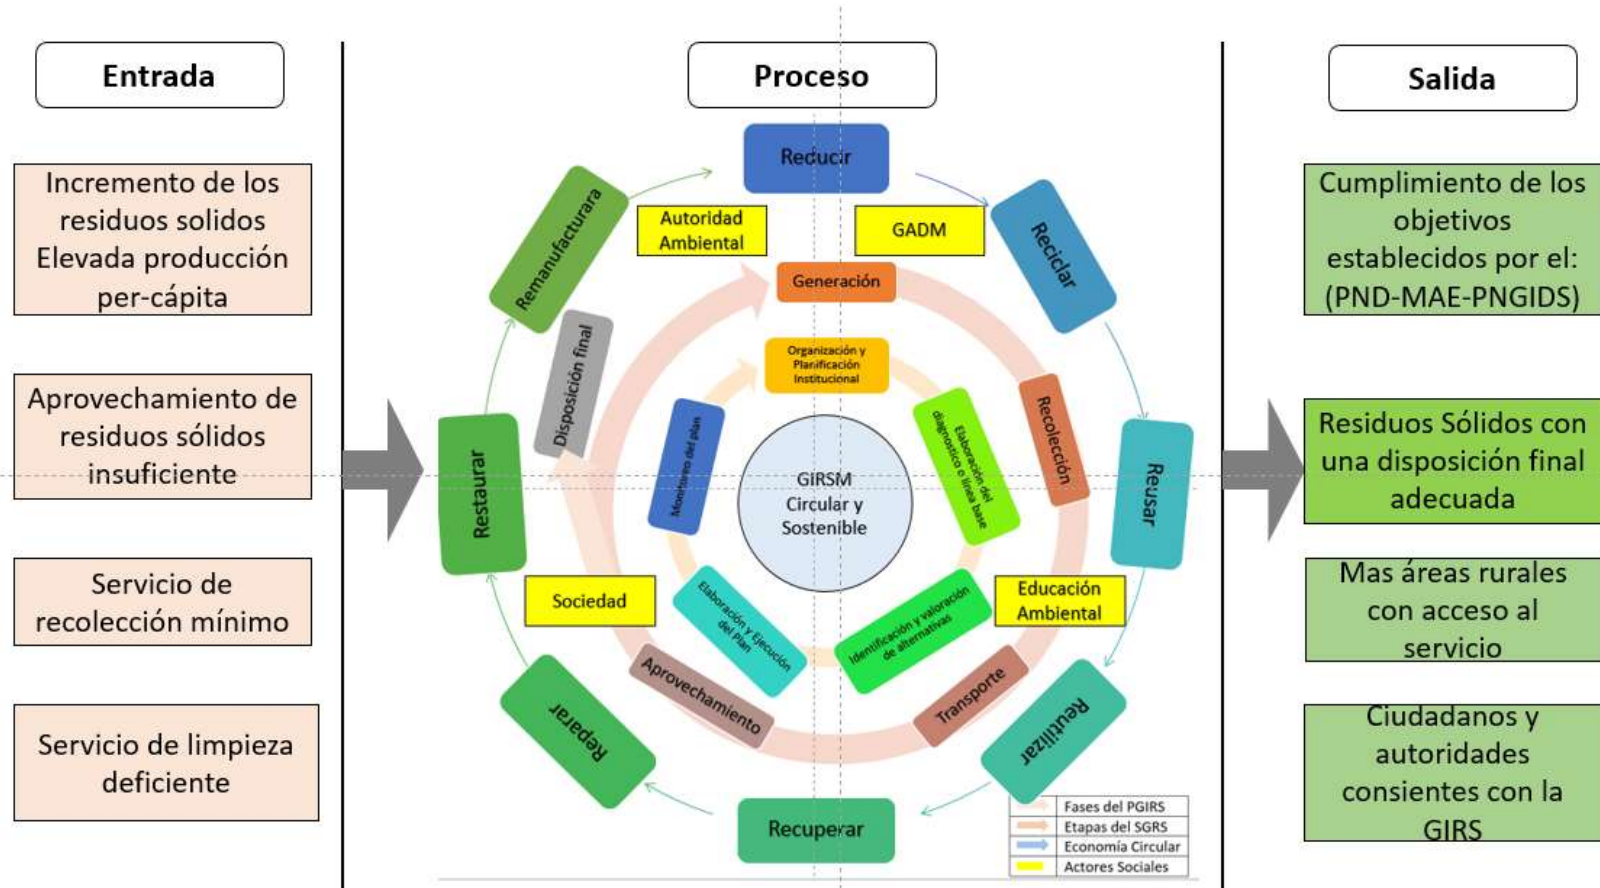 Entrada
Incremento de los
residuos solidos
Elevada producción
per-cápita
Aprovechamiento de
residuos sólidos
insuficiente
Servicio de
recolección mínimo
Servicio de limpieza
deficiente
Proceso
Reducir
Reciclar
Reusar
Reutilizar
Recuperar
Reparar
Restaurar
Remanufacturara
Autoridad
Ambiental
GADM
Educación
Ambiental
Sociedad
Generación
Recolección
Transporte
Aprovechamiento
Disposición final
Organización y
Planificación
Institucional
Elaboración del
diagnostico o linea base
Identificación y valoración
de alternativas
Elaboración y Ejecución
del Plan
Monitoreo del plan
GIRSM
Circular y
Sostenible
Fases del PGIRS
Etapas del SGRS
Economía Circular
Actores Sociales
Salida
Cumplimiento de los
objetivos
establecidos por el:
(PND-MAE-PNGIDS)
Residuos Sólidos con
una disposición final
adecuada
Mas áreas rurales
con acceso al
servicio
Ciudadanos y
autoridades
consientes con la
GIRS